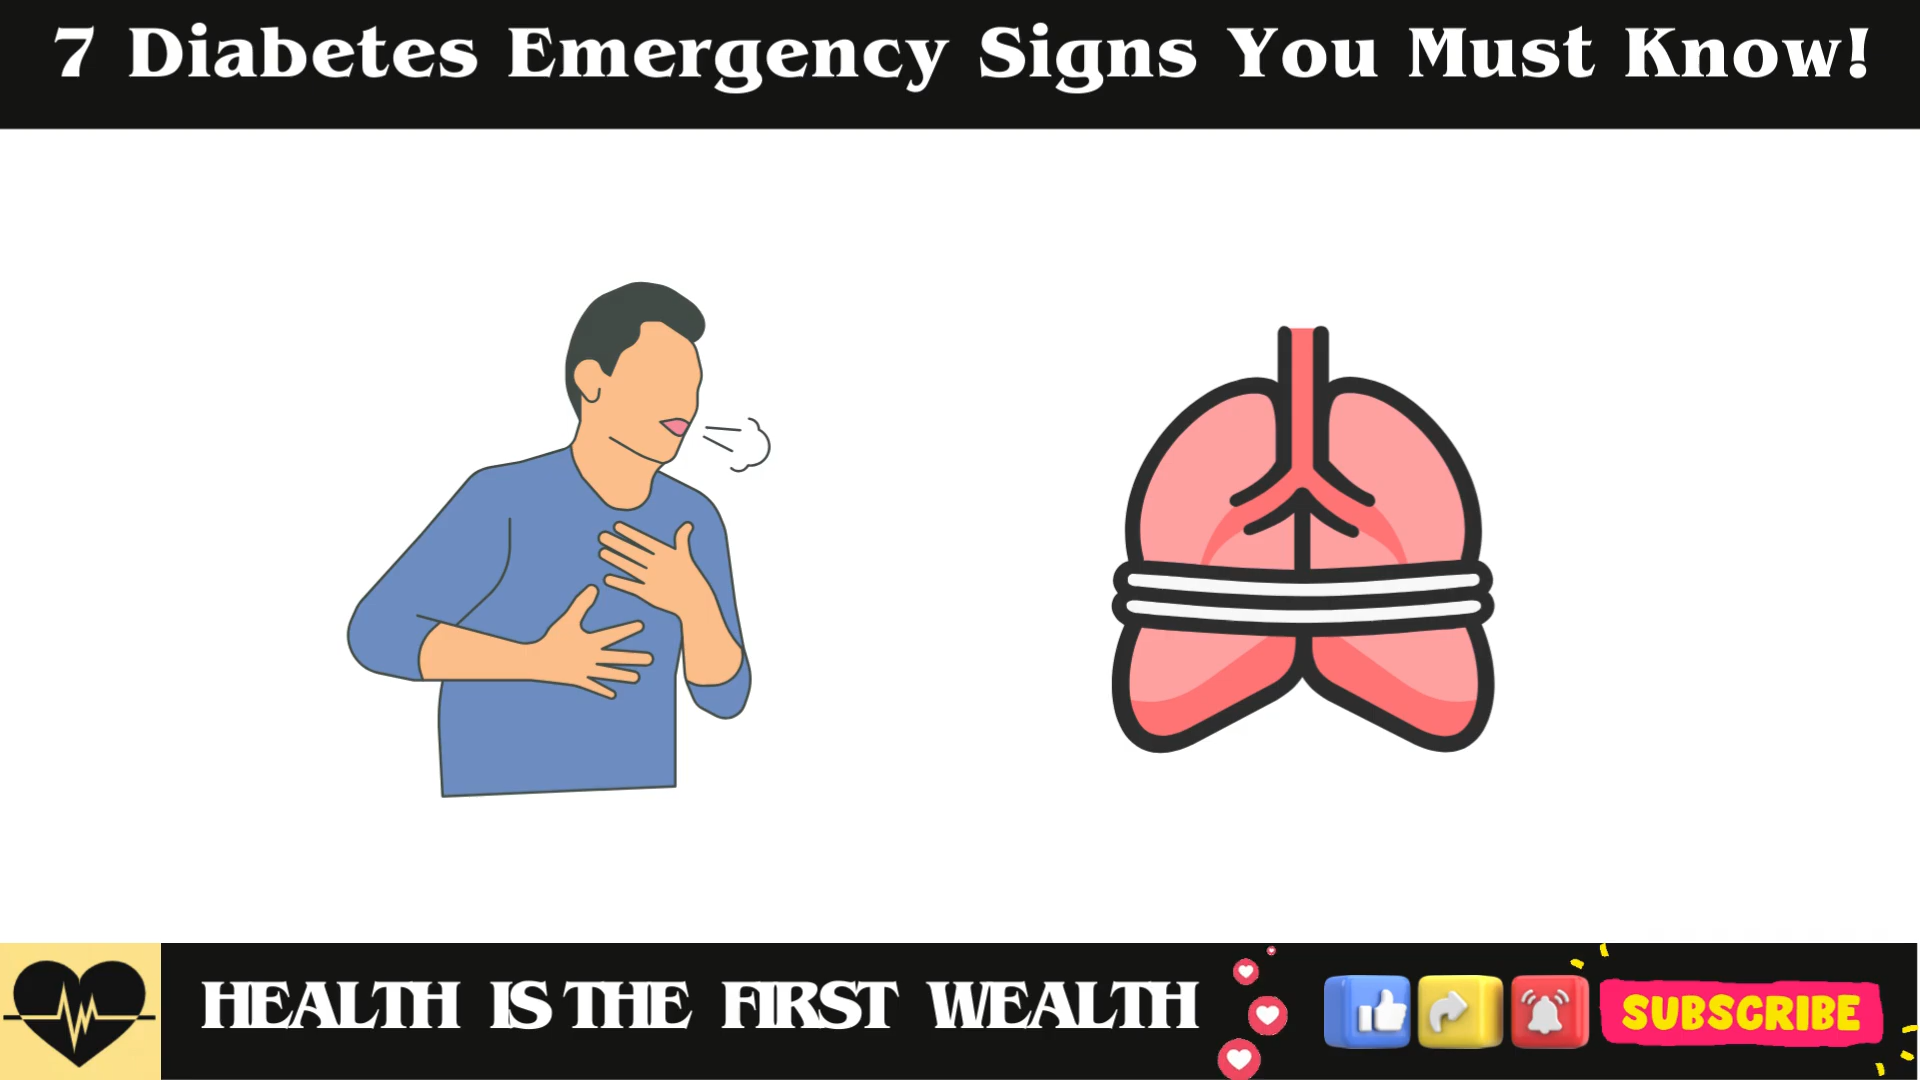 7 Diabetes Emergency Signs You Must Know!
HEALTH IS THE FIRST WEALTH
SUBSCRIBE